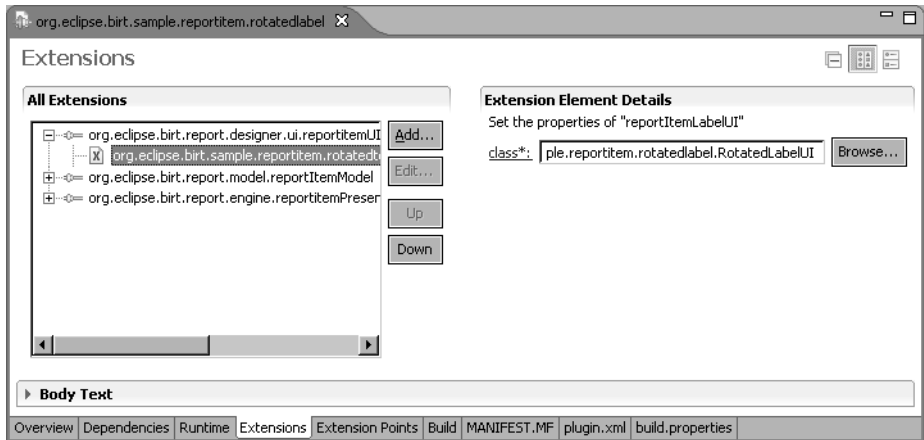 org.eclipse.birt.sample.reportitem.rotatedlabel
Extensions
All Extensions
org.eclipse.birt.report.designer.ui.reportitemUI
org.eclipse.birt.sample.reportitem.rotatedt
org.eclipse.birt.report.model.reportItemModel
org.eclipse.birt.report.engine.reportitemPreser
Add...
Edit...
Up
Down
Extension Element Details
Set the properties of "reportItemLabelUI"
class*: ple.reportitem.rotatedlabel.RotatedLabelUI Browse...
Body Text
Overview Dependencies Runtime Extensions Extension Points Build MANIFEST.MF plugin.xml build.properties